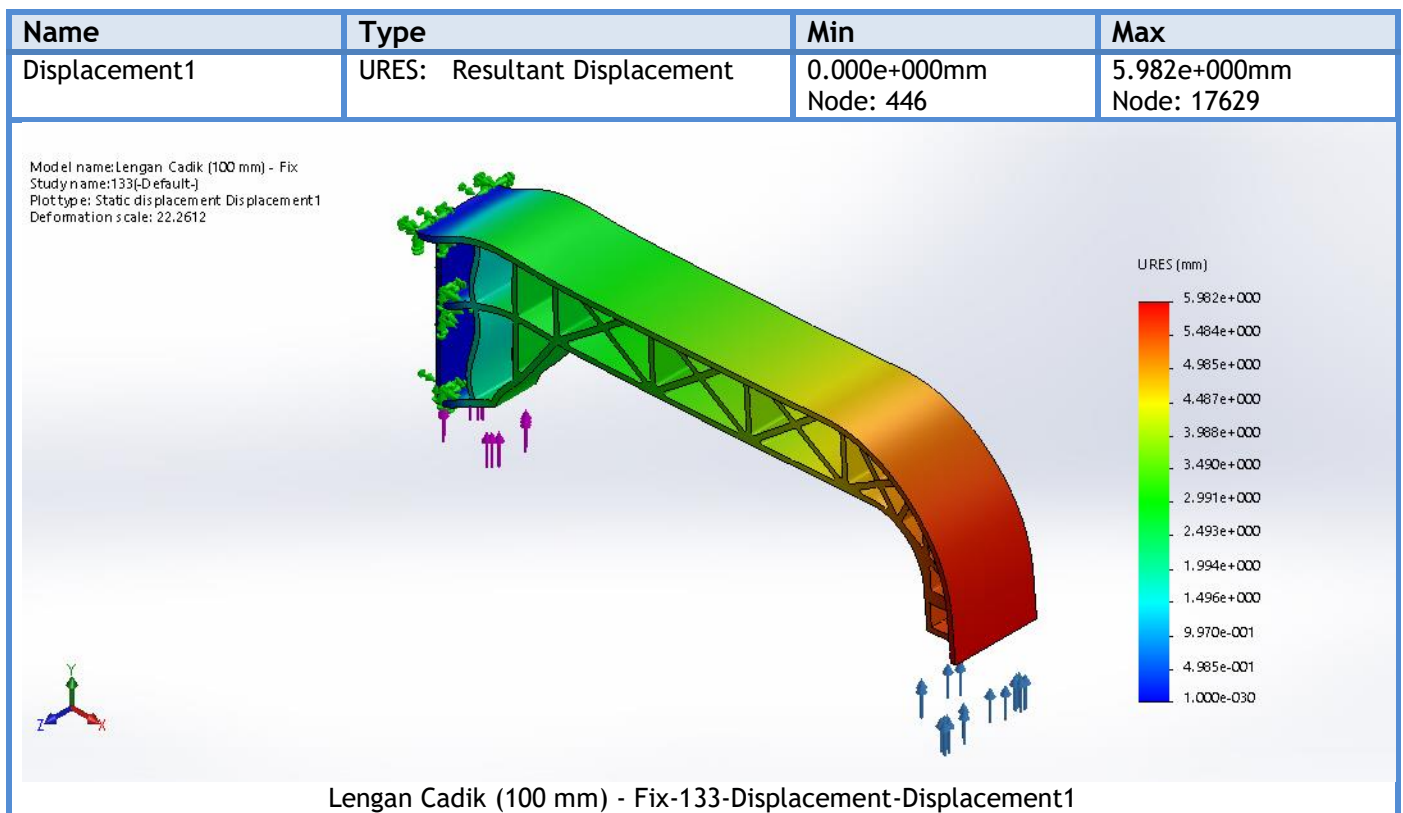 Name Type Min Max
Displacement1 URES: Resultant Displacement 0.000e+000mm 5.982e+000mm
Node: 446 Node: 17629
Model name:Lengan Cadik (100 mm) - Fix
Study name:133(-Default-)
Plot type: Static displacement Displacement1
Deformation scale: 22.2612
URES (mm)
5.982e+000
5.484e+000
4.985e+000
4.487e+000
3.988e+000
3.490e+000
2.991e+000
2.493e+000
1.994e+000
1.496e+000
9.970e-001
4.985e-001
1.000e-030
Y
Z X
Lengan Cadik (100 mm) - Fix-133-Displacement-Displacement1